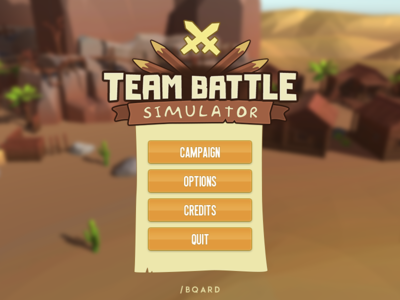 TEAM BATTLE
SIMULATOR
CAMPAIGN
OPTIONS
CREDITS
QUIT
/BQARD